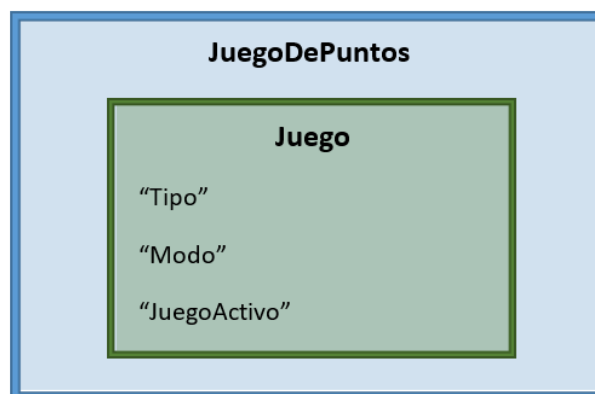 JuegoDePuntos
Juego
“Tipo”
“Modo”
“JuegoActivo”